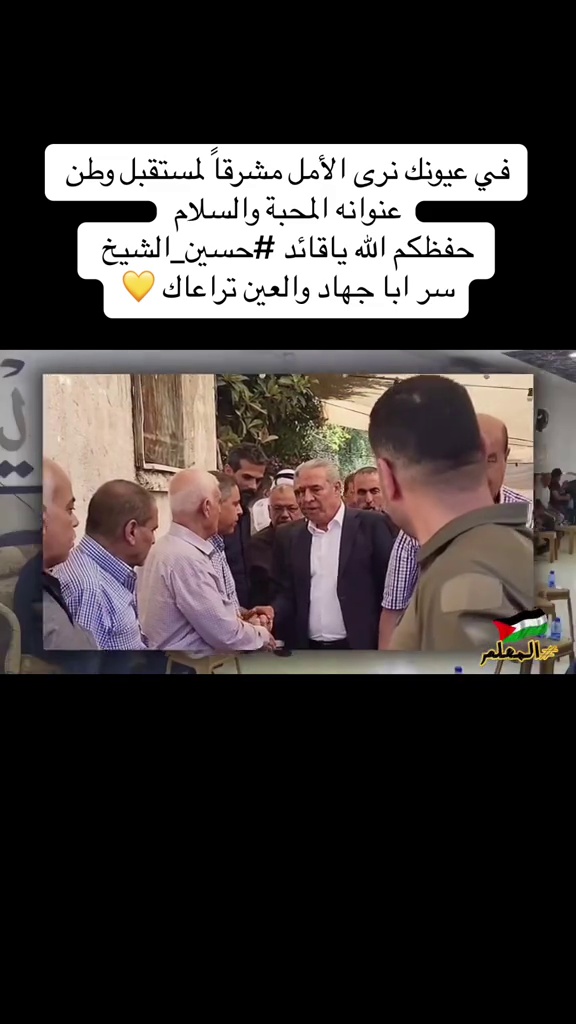 في عيونك نرى الأمل مشرقاً لمستقبل وطن
عنوانه المحبة والسلام
حفظكم الله ياقائد #حسين_الشيخ
سر ابا جهاد والعين تراعاك 💛
المعلمر